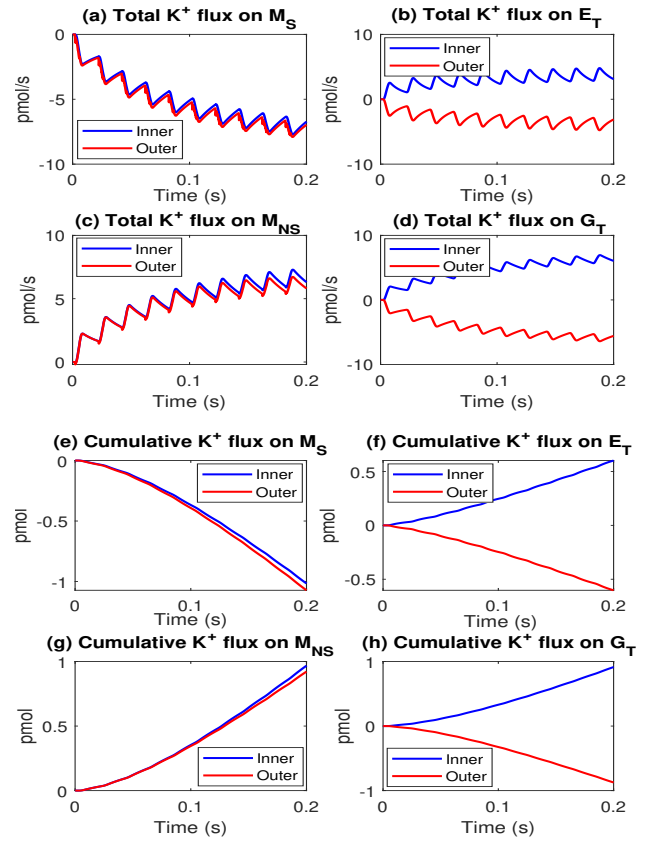 (a) Total K+ flux on MS
0
-5
-10
pmol/s
Inner
Outer
0
0.1
0.2
Time (s)
(b) Total K+ flux on ET
10
5
0
-5
-10
Inner
Outer
0
0.1
0.2
Time (s)
(c) Total K+ flux on MNS
10
5
0
pmol/s
Inner
Outer
0
0.1
0.2
Time (s)
(d) Total K+ flux on GT
10
0
-10
Inner
Outer
0
0.1
0.2
Time (s)
(e) Cumulative K+ flux on MS
0
-0.5
-1
pmol
Inner
Outer
0
0.1
0.2
Time (s)
(f) Cumulative K+ flux on ET
0.5
0
-0.5
pmol
Inner
Outer
0
0.1
0.2
Time (s)
(g) Cumulative K+ flux on MNS
1
0.5
0
pmol
Inner
Outer
0
0.1
0.2
Time (s)
(h) Cumulative K+ flux on GT
1
0
-1
Inner
Outer
0
0.1
0.2
Time (s)